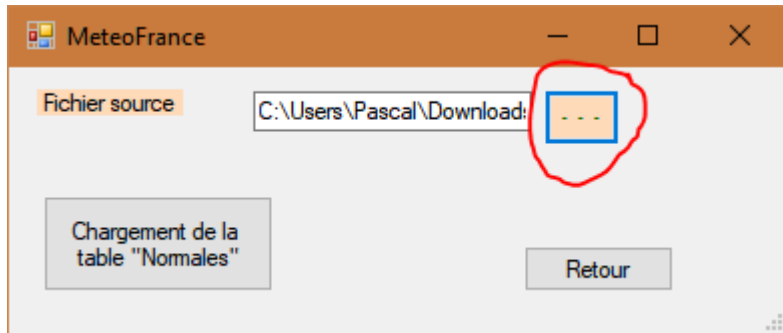 MeteoFrance
Fichier source
C:\Users\Pascal\Downloads
. . .
Chargement de la
table "Normales"
Retour